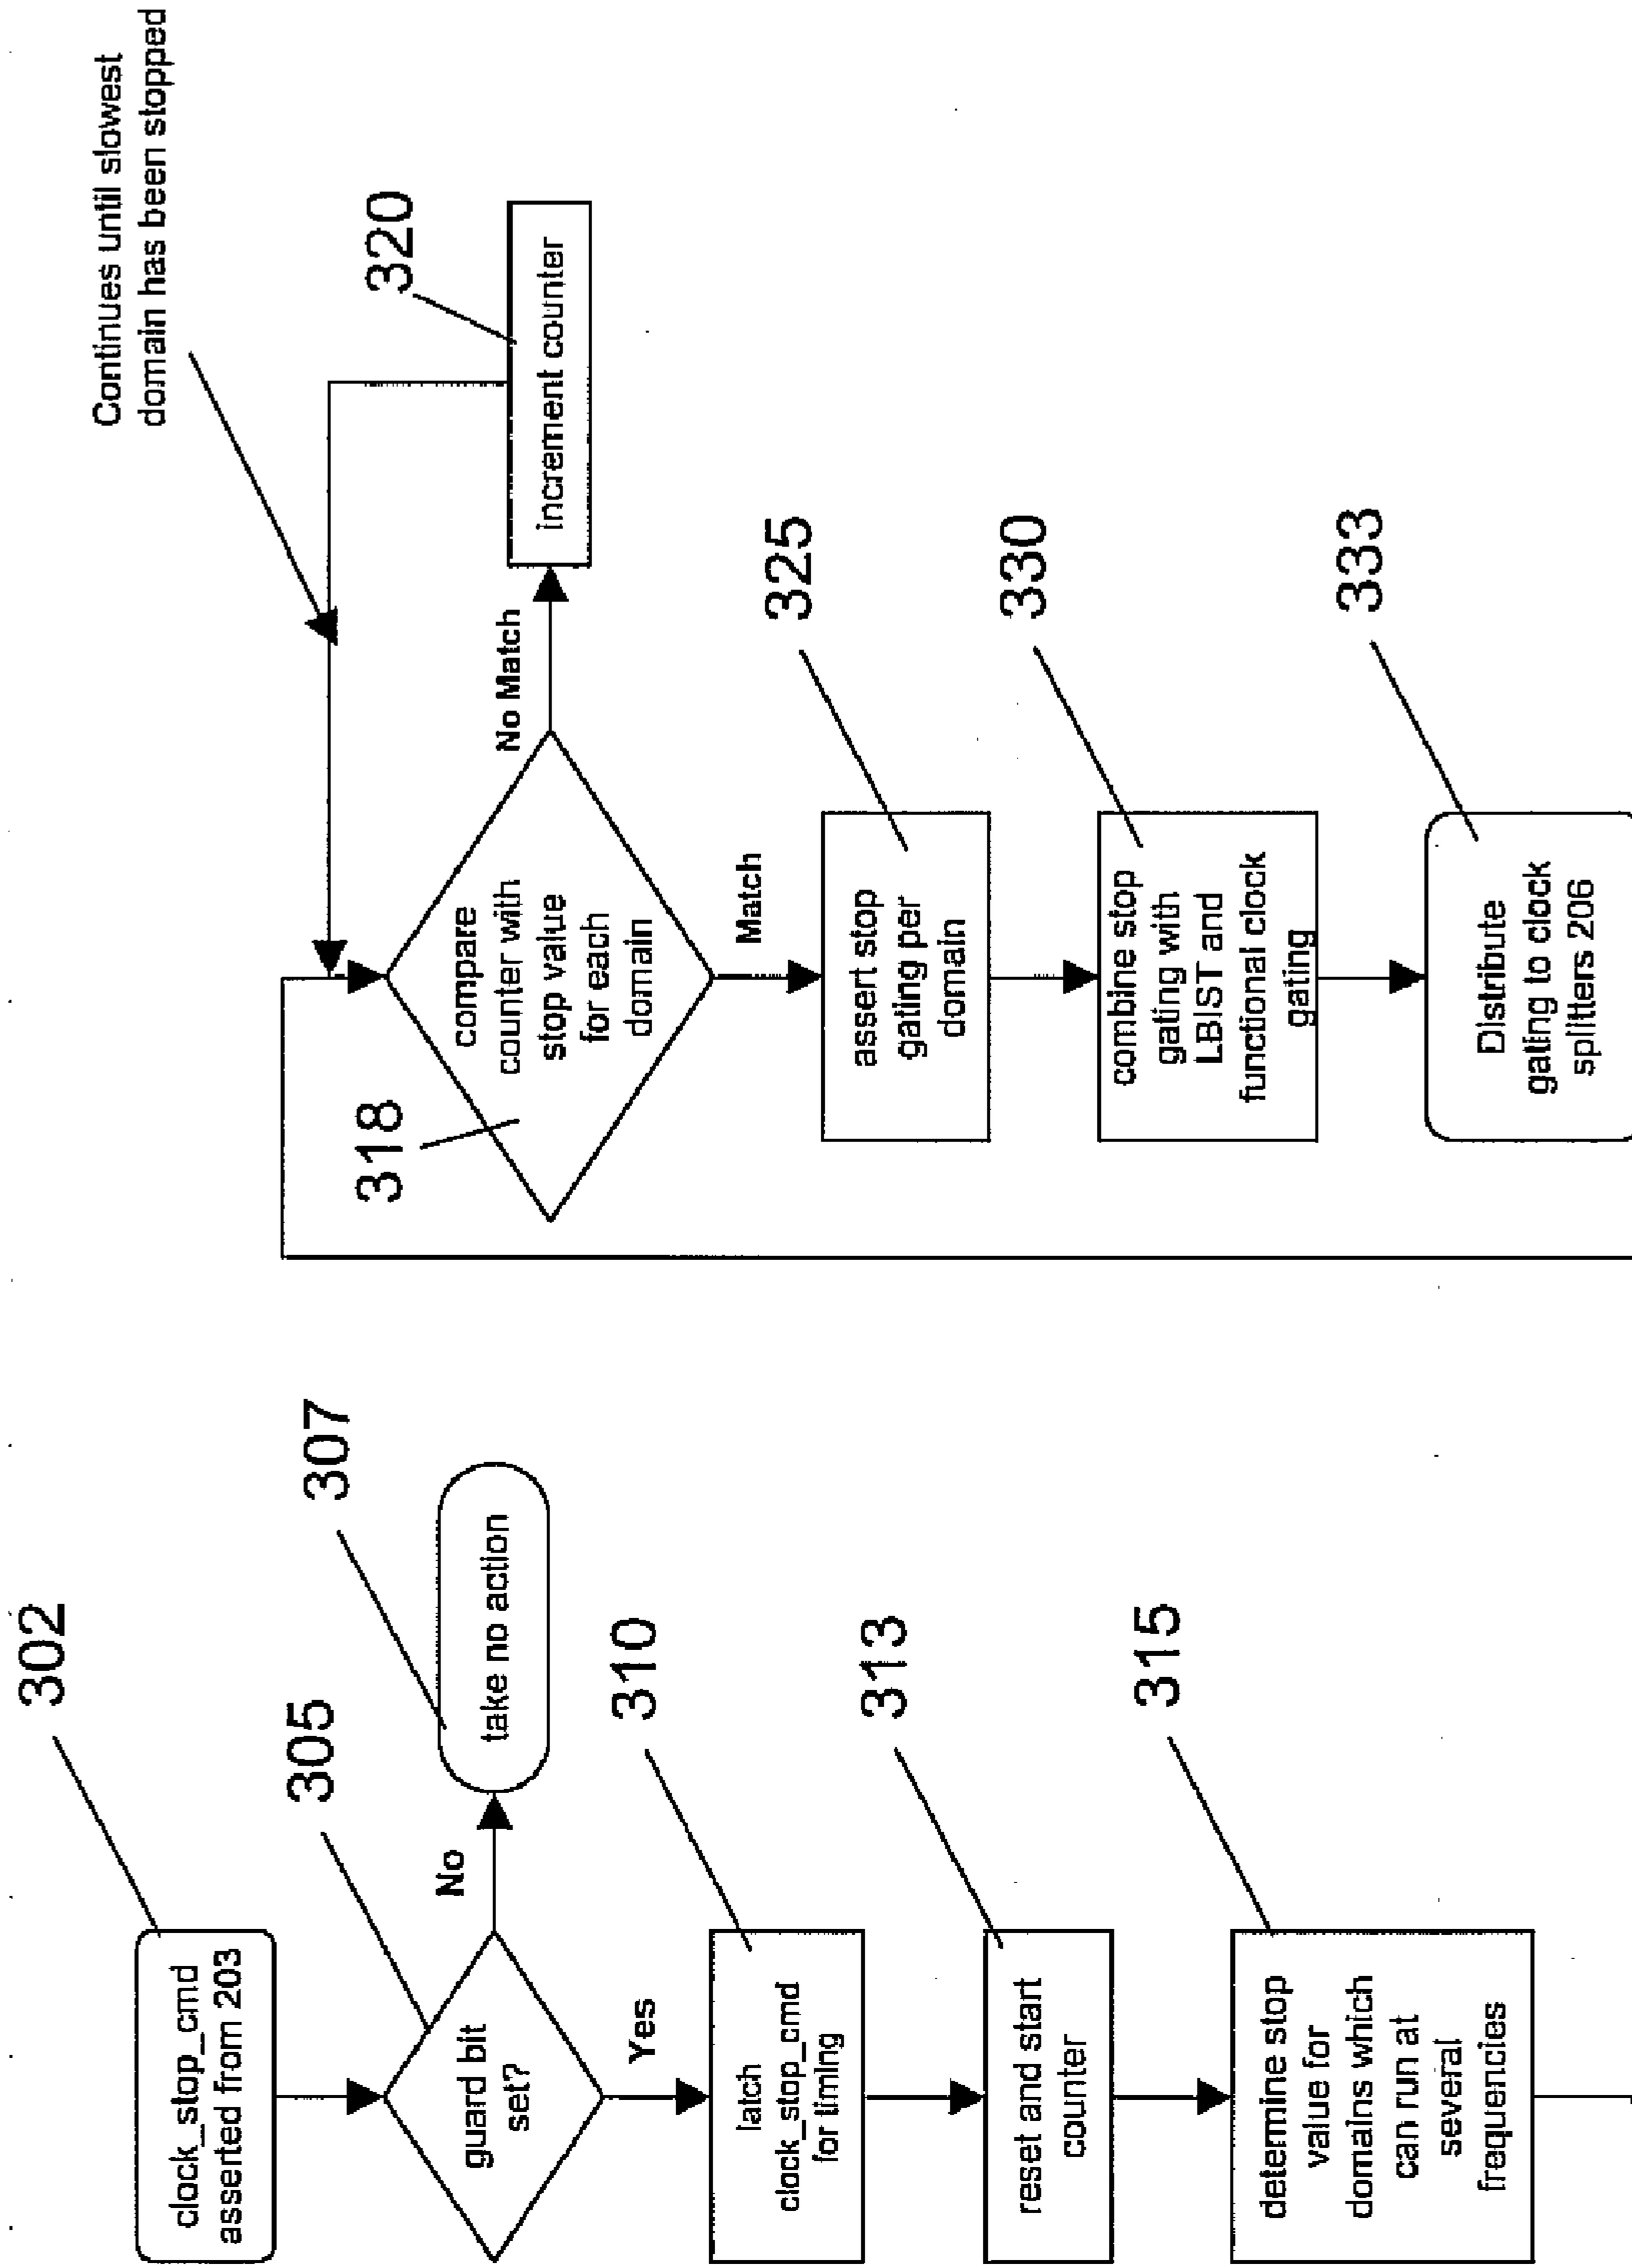 302
clock_stop_cmd
asserted from 203
305
guard bit
set?
No
307
take no action
Yes
310
latch
clock_stop_cmd
for timing
313
reset and start
counter
315
determine stop
value for
domains which
can run at
several
frequencies
Continues until slowest
domain has been stopped
318
compare
counter with
stop value
for each
domain
No Match
320
increment counter
Match
325
assert stop
gating per
domain
330
combine stop
gating with
LBIST and
functional clock
gating
333
Distribute
gating to clock
splitters 206